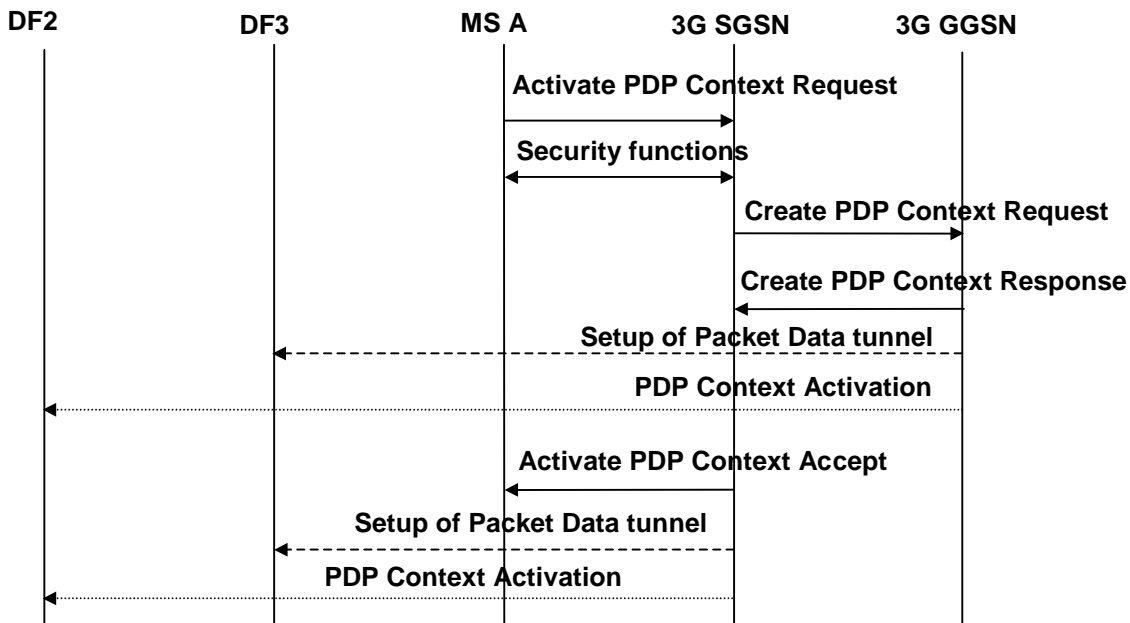 DF2 DF3 MS A 3G SGSN 3G GGSN
Activate PDP Context Request
Security functions
Create PDP Context Request
Create PDP Context Response
Setup of Packet Data tunnel
PDP Context Activation
Activate PDP Context Accept
Setup of Packet Data tunnel
PDP Context Activation